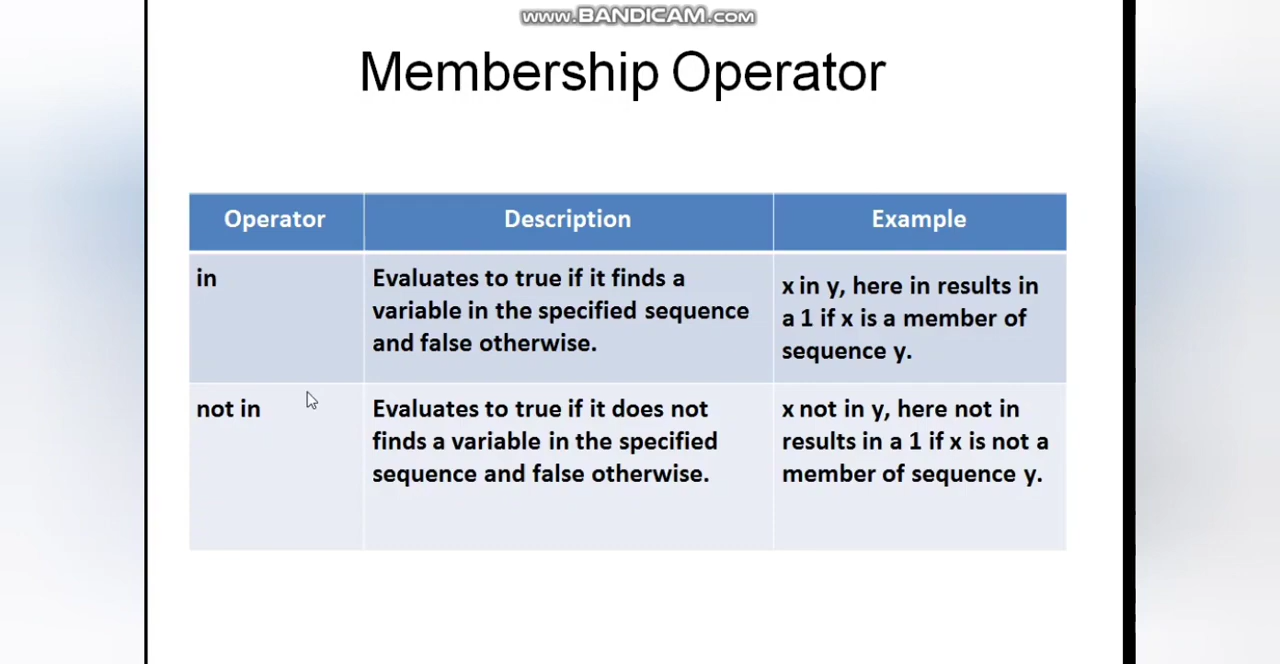 www.BANDICAM.com
Membership Operator
Operator
Description
Example
in
Evaluates to true if it finds a
variable in the specified sequence
and false otherwise.
x in y, here in results in
a 1 if x is a member of
sequence y.
not in
Evaluates to true if it does not
finds a variable in the specified
sequence and false otherwise.
x not in y, here not in
results in a 1 if x is not a
member of sequence y.